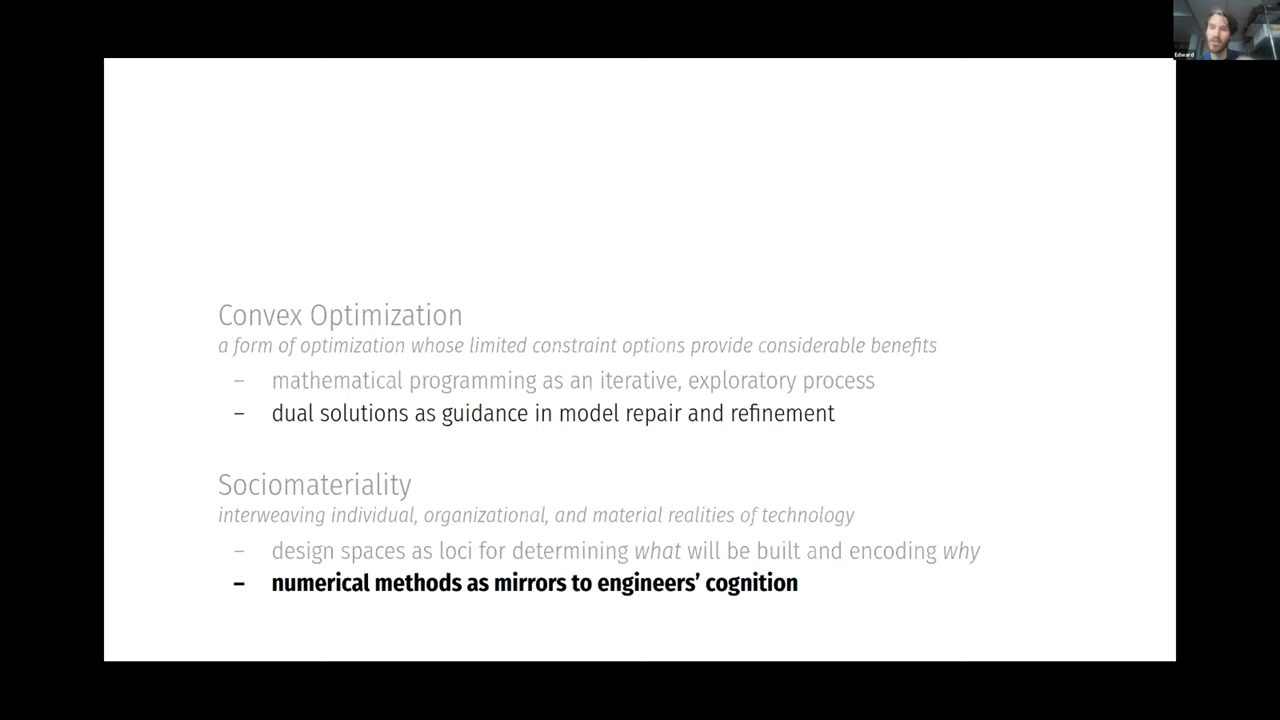 Edward
Convex Optimization
a form of optimization whose limited constraint options provide considerable benefits
– mathematical programming as an iterative, exploratory process
– dual solutions as guidance in model repair and refinement
Sociomateriality
interweaving individual, organizational, and material realities of technology
– design spaces as loci for determining what will be built and encoding why
– numerical methods as mirrors to engineers’ cognition